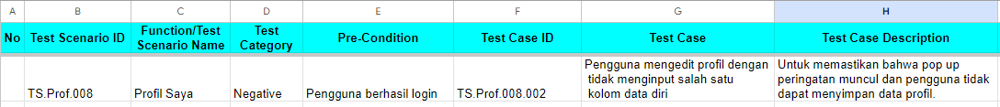 A B C D E F G H
No Test Scenario ID Function/Test Scenario Name Test Category Pre-Condition Test Case ID Test Case Test Case Description
TS.Prof.008 Profil Saya Negative Pengguna berhasil login TS.Prof.008.002
Pengguna mengedit profil dengan
tidak menginput salah satu
kolom data diri
Untuk memastikan bahwa pop up
peringatan muncul dan pengguna tidak
dapat menyimpan data profil.